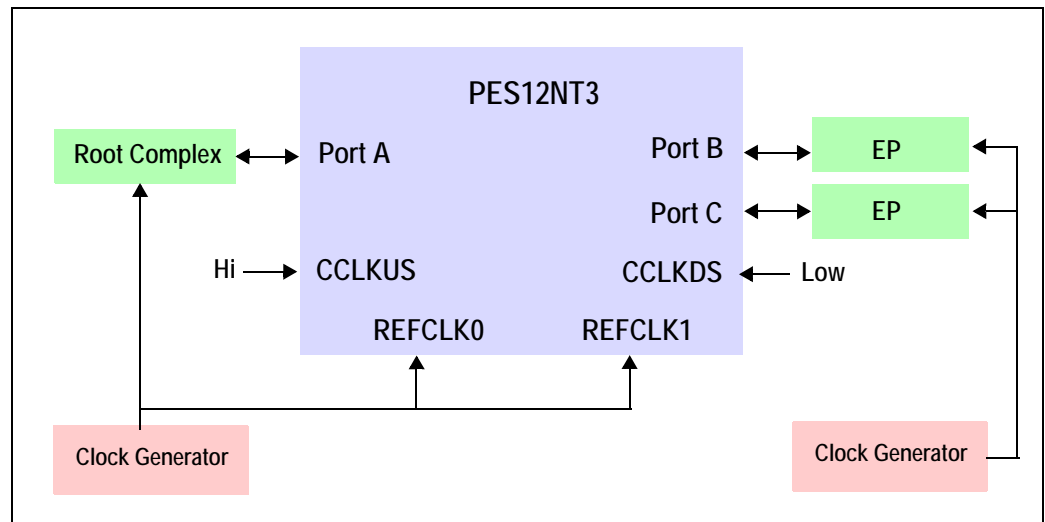 PES12NT3
Root Complex
Port A
Port B
EP
Port C
EP
Hi
CCLKUS
CCLKDS
Low
REFCLK0
REFCLK1
Clock Generator
Clock Generator